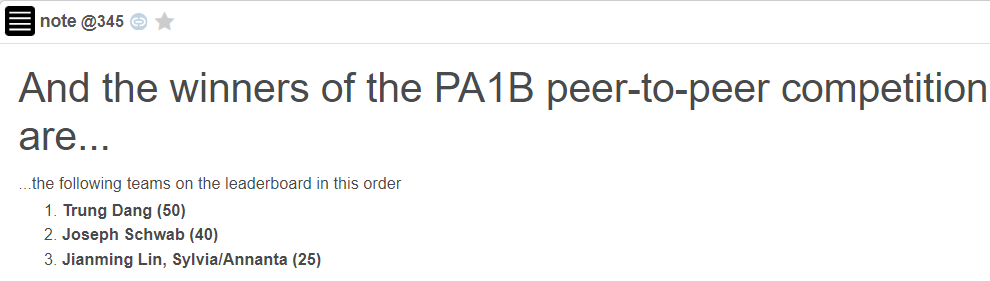 note @345
And the winners of the PA1B peer-to-peer competition
are...
...the following teams on the leaderboard in this order
1. Trung Dang (50)
2. Joseph Schwab (40)
3. Jianming Lin, Sylvia/Annanta (25)